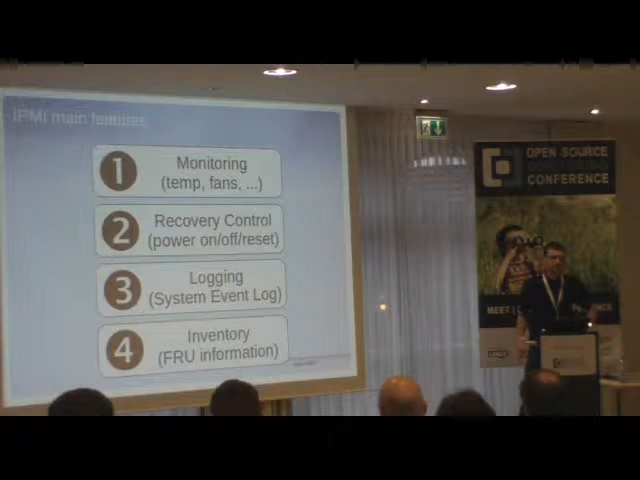 IPMI main features
1
Monitoring
(temp, fans, ...)
2
Recovery Control
(power on/off/reset)
3
Logging
(System Event Log)
4
Inventory
(FRU information)
OPEN SOURCE
CONFERENCE
MEET